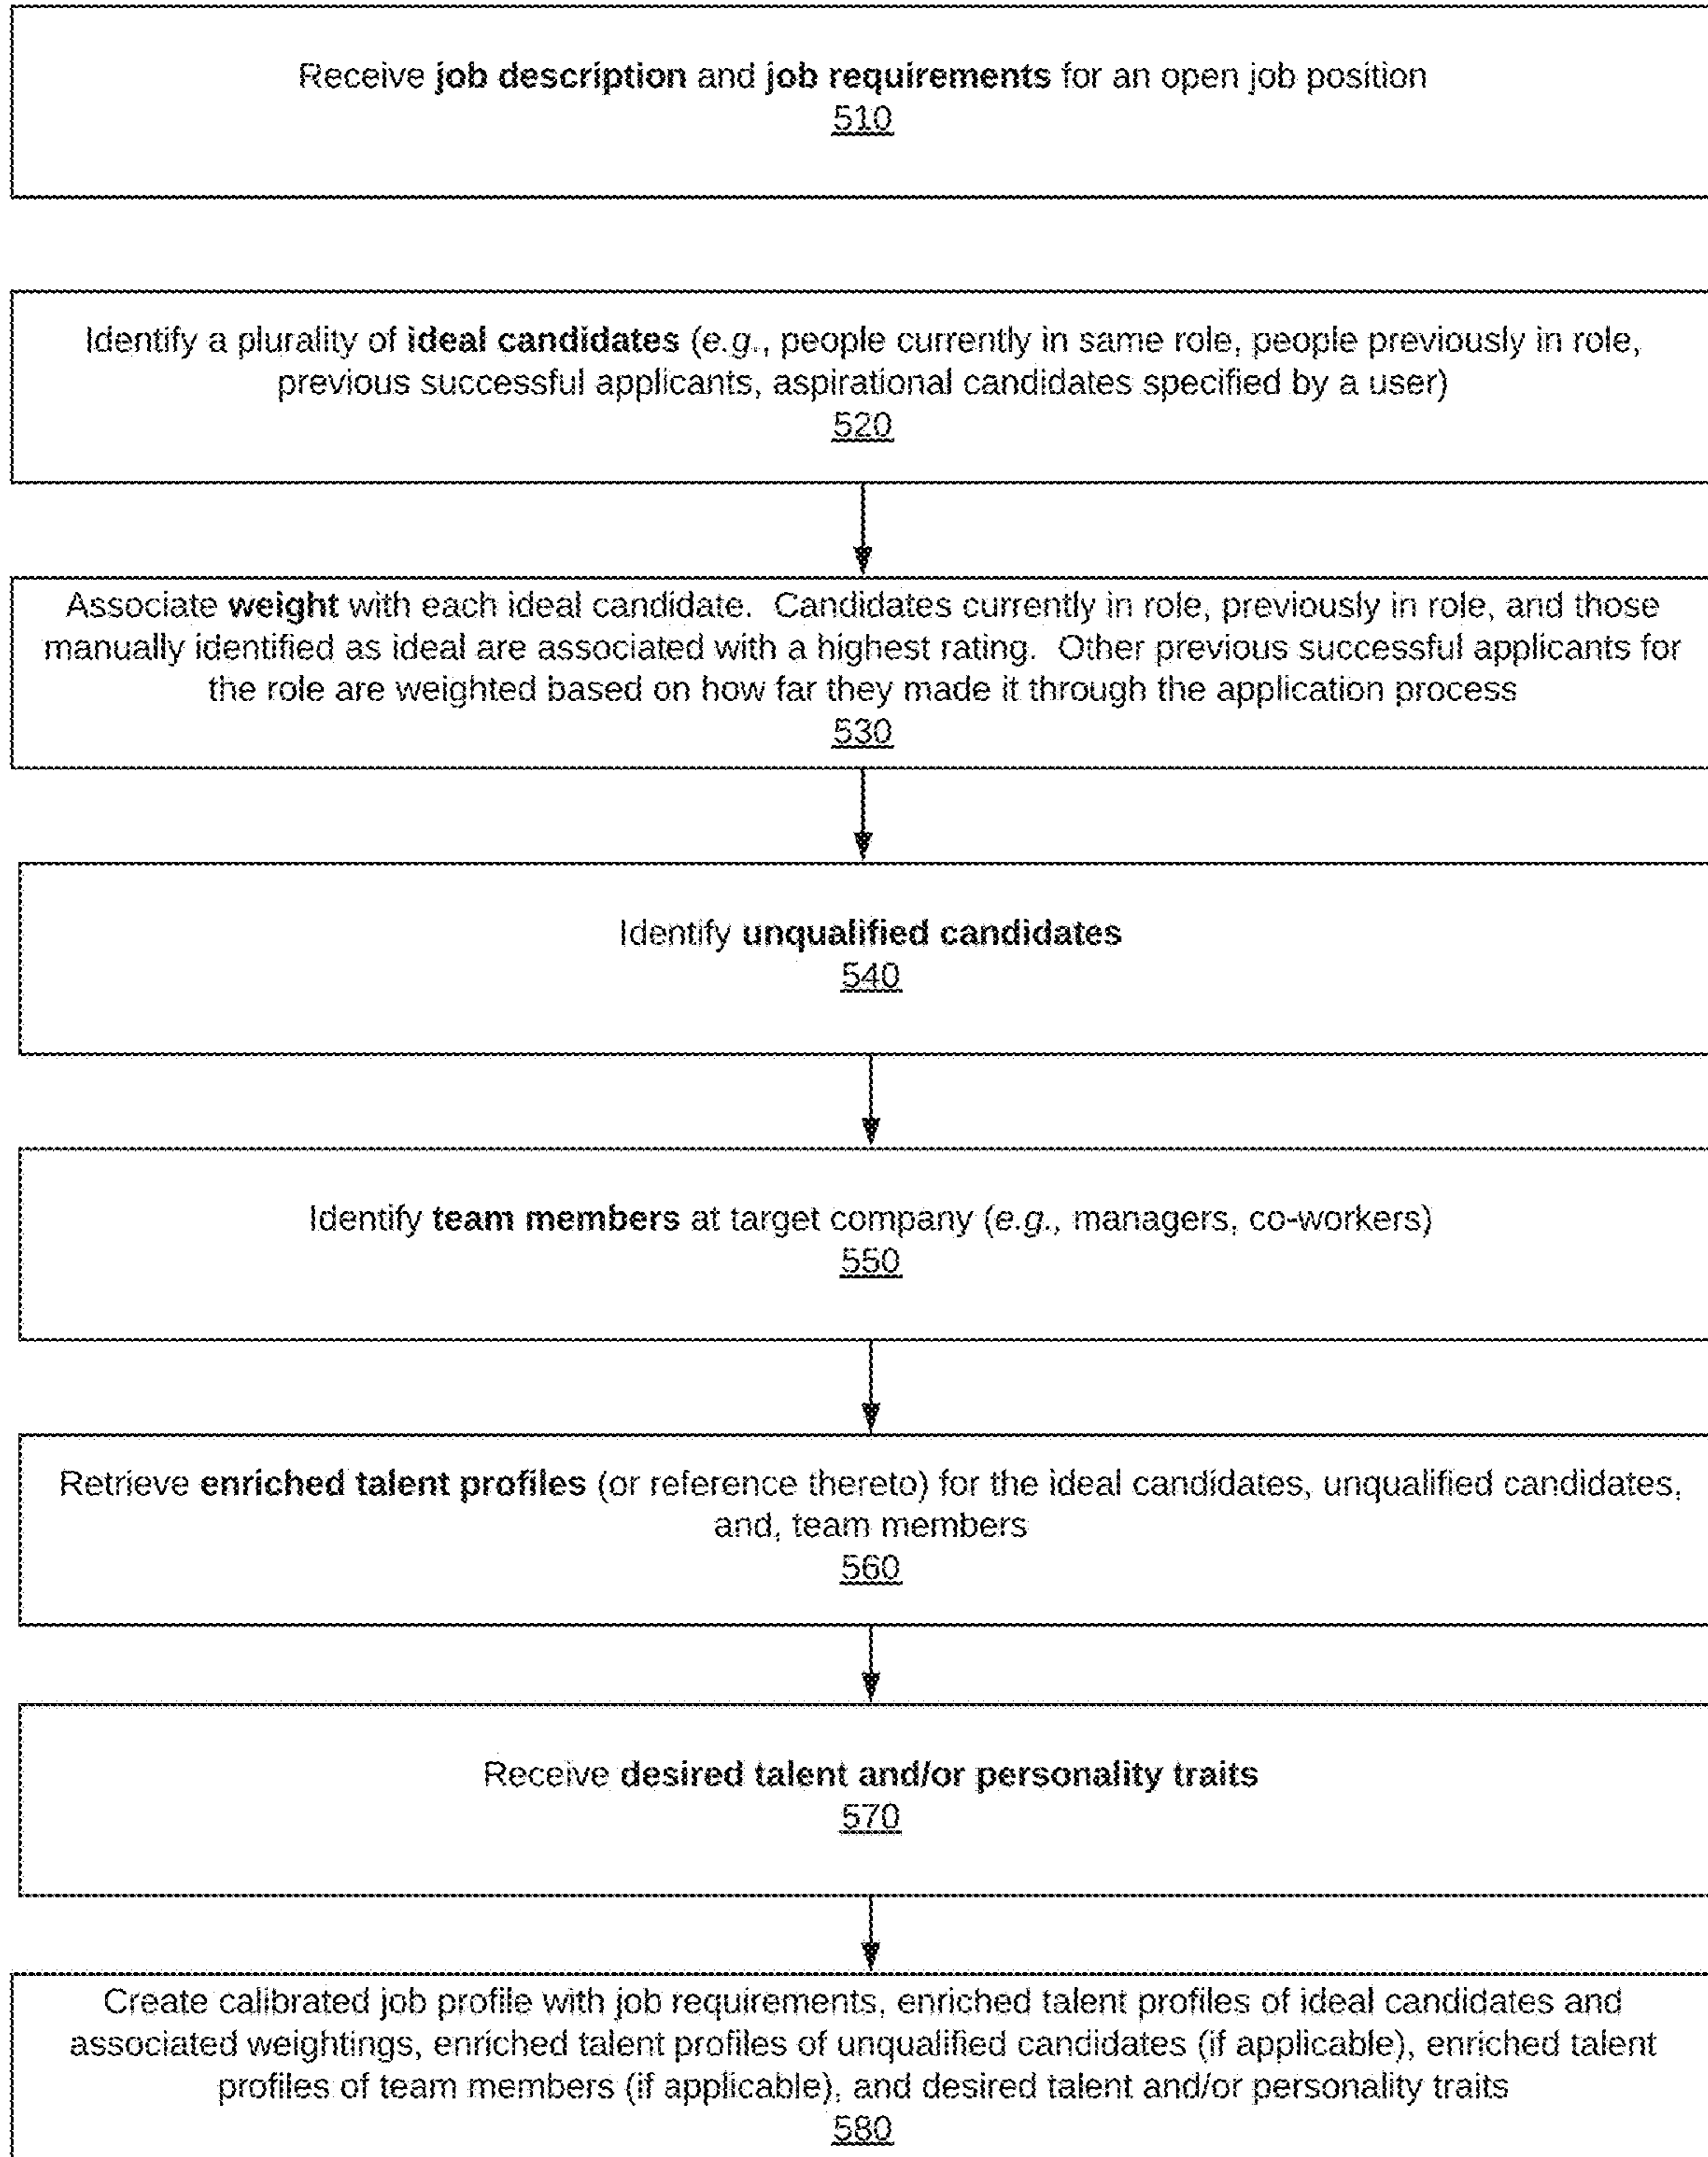 Receive job description and job requirements for an open job position
510
Identify a plurality of ideal candidates (e.g., people currently in same role, people previously in role,
previous successful applicants, aspirational candidates specified by a user)
520
Associate weight with each ideal candidate.  Candidates currently in role, previously in role, and those
manually identified as ideal are associated with a highest rating.  Other previous successful applicants for
the role are weighted based on how far they made it through the application process
530
Identify unqualified candidates
540
Identify team members at target company (e.g., managers, co-workers)
550
Retrieve enriched talent profiles (or reference thereto) for the ideal candidates, unqualified candidates,
and, team members
560
Receive desired talent and/or personality traits
570
Create calibrated job profile with job requirements, enriched talent profiles of ideal candidates and
associated weightings, enriched talent profiles of unqualified candidates (if applicable), enriched talent
profiles of team members (if applicable), and desired talent and/or personality traits
580